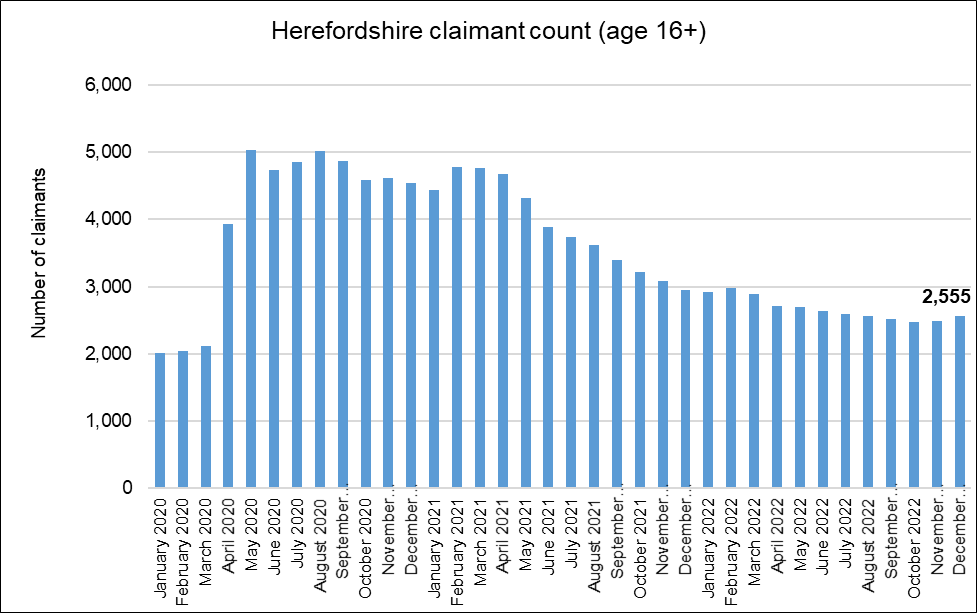 Herefordshire claimant count (age 16+)
Number of claimants
6,000
5,000
4,000
3,000
2,000
1,000
0
2,555
January 2020
February 2020
March 2020
April 2020
May 2020
June 2020
July 2020
August 2020
September...
October 2020
November...
December...
January 2021
February 2021
March 2021
April 2021
May 2021
June 2021
July 2021
August 2021
September...
October 2021
November...
December...
January 2022
February 2022
March 2022
April 2022
May 2022
June 2022
July 2022
August 2022
September...
October 2022
November...
December...